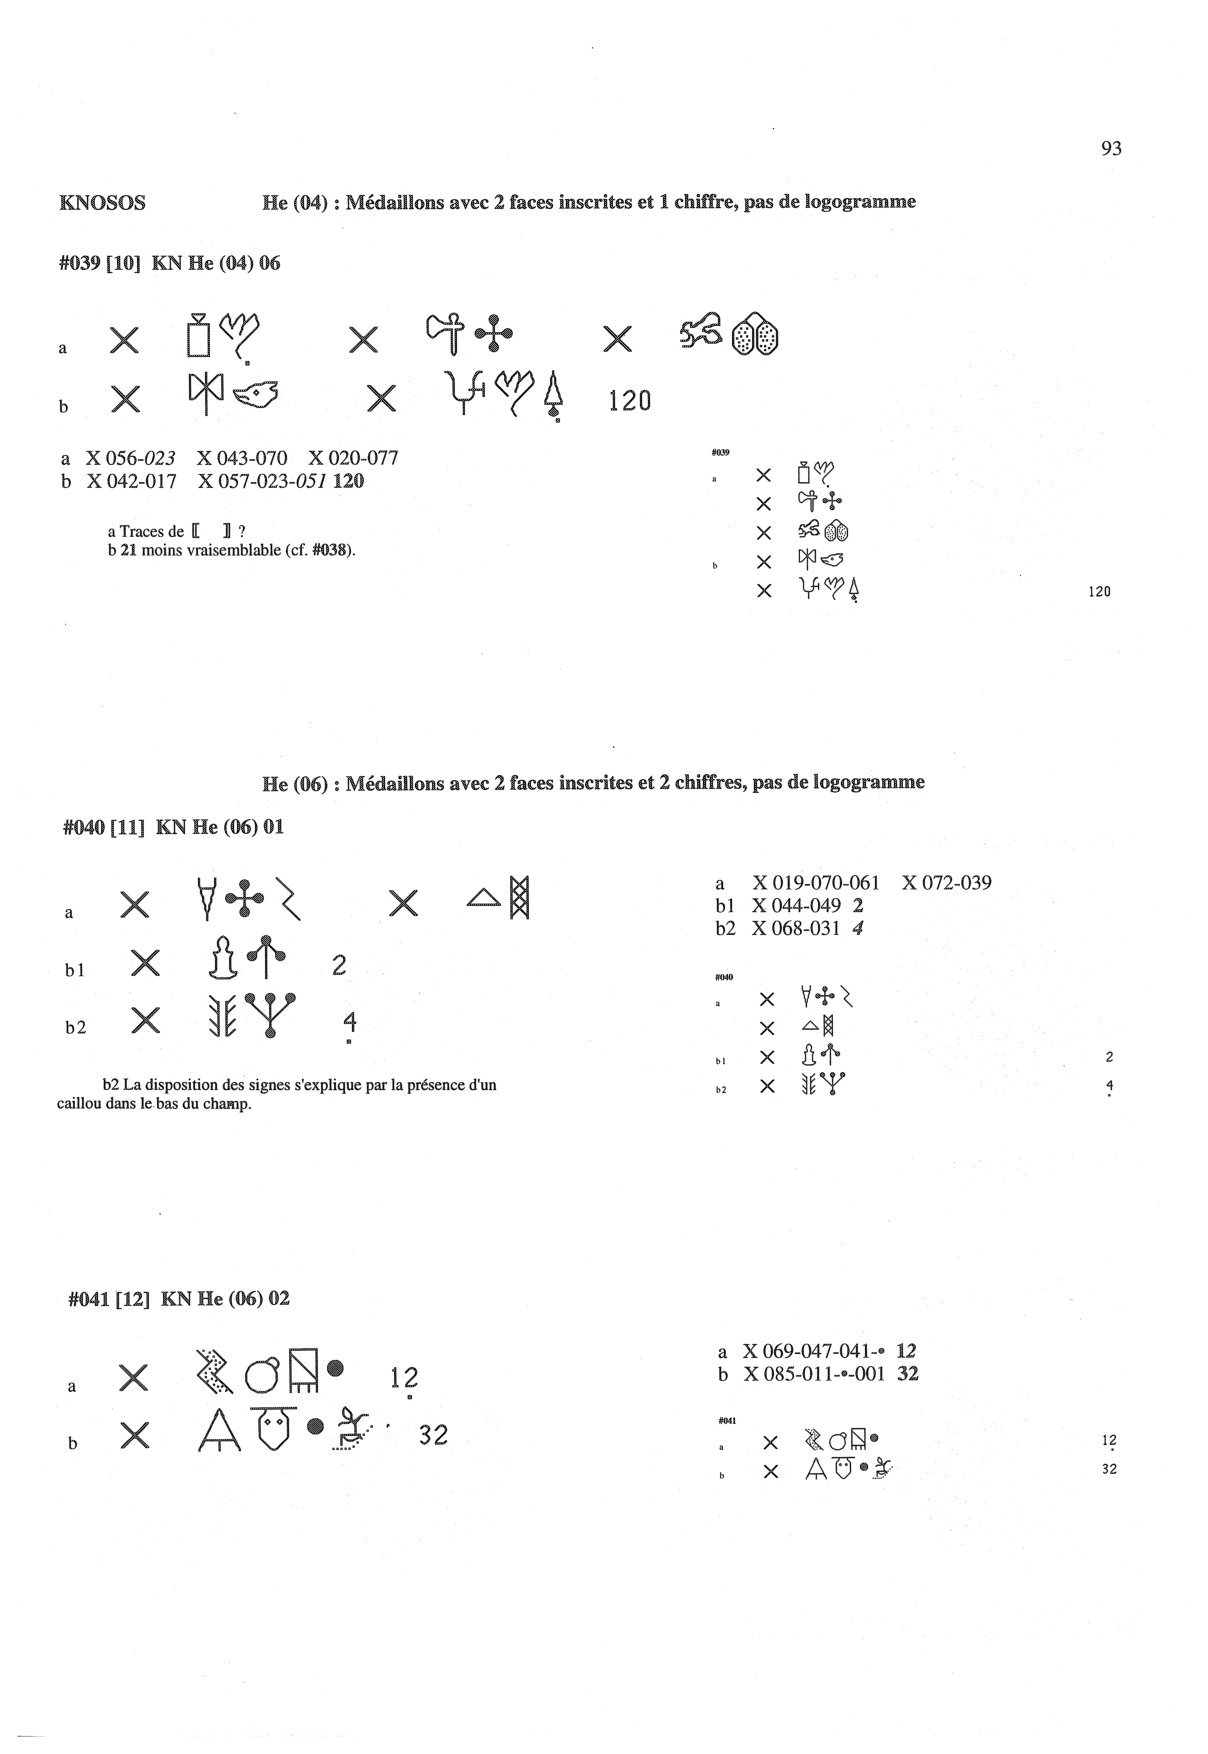 93
KNOSOS He (04) : Médaillons avec 2 faces inscrites et 1 chiffre, pas de logogramme
#039 [10] KN He (04) 06
a
b 120
a X 056-023 X 043-070 X 020-077
b X 042-017 X 057-023-051 120
a Traces de ⟦ ⟧ ?
b 21 moins vraisemblable (cf. #038).
#039
a
b
120
He (06) : Médaillons avec 2 faces inscrites et 2 chiffres, pas de logogramme
#040 [11] KN He (06) 01
a
b1 2
b2 4
b2 La disposition des signes s'explique par la présence d'un
caillou dans le bas du champ.
a X 019-070-061 X 072-039
b1 X 044-049 2
b2 X 068-031 4
#040
a
b1 2
b2 4
#041 [12] KN He (06) 02
a 12
b 32
a X 069-047-041-• 12
b X 085-011-•-001 32
#041
a 12
b 32